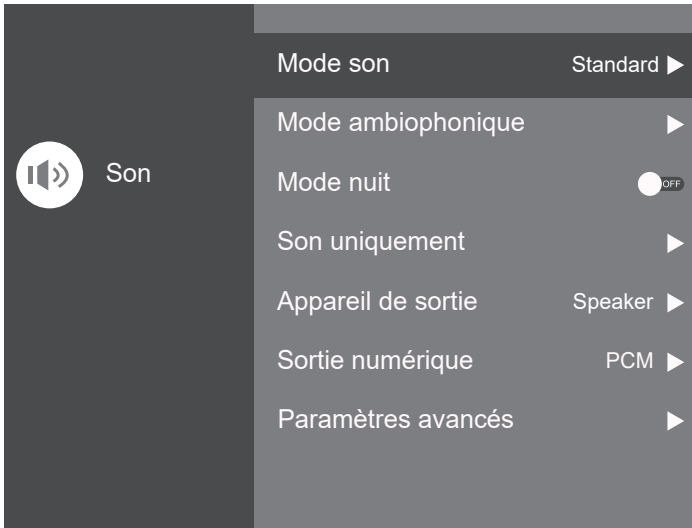 Son
Mode son Standard
Mode ambiophonique
Mode nuit OFF
Son uniquement
Appareil de sortie Speaker
Sortie numérique PCM
Paramètres avancés